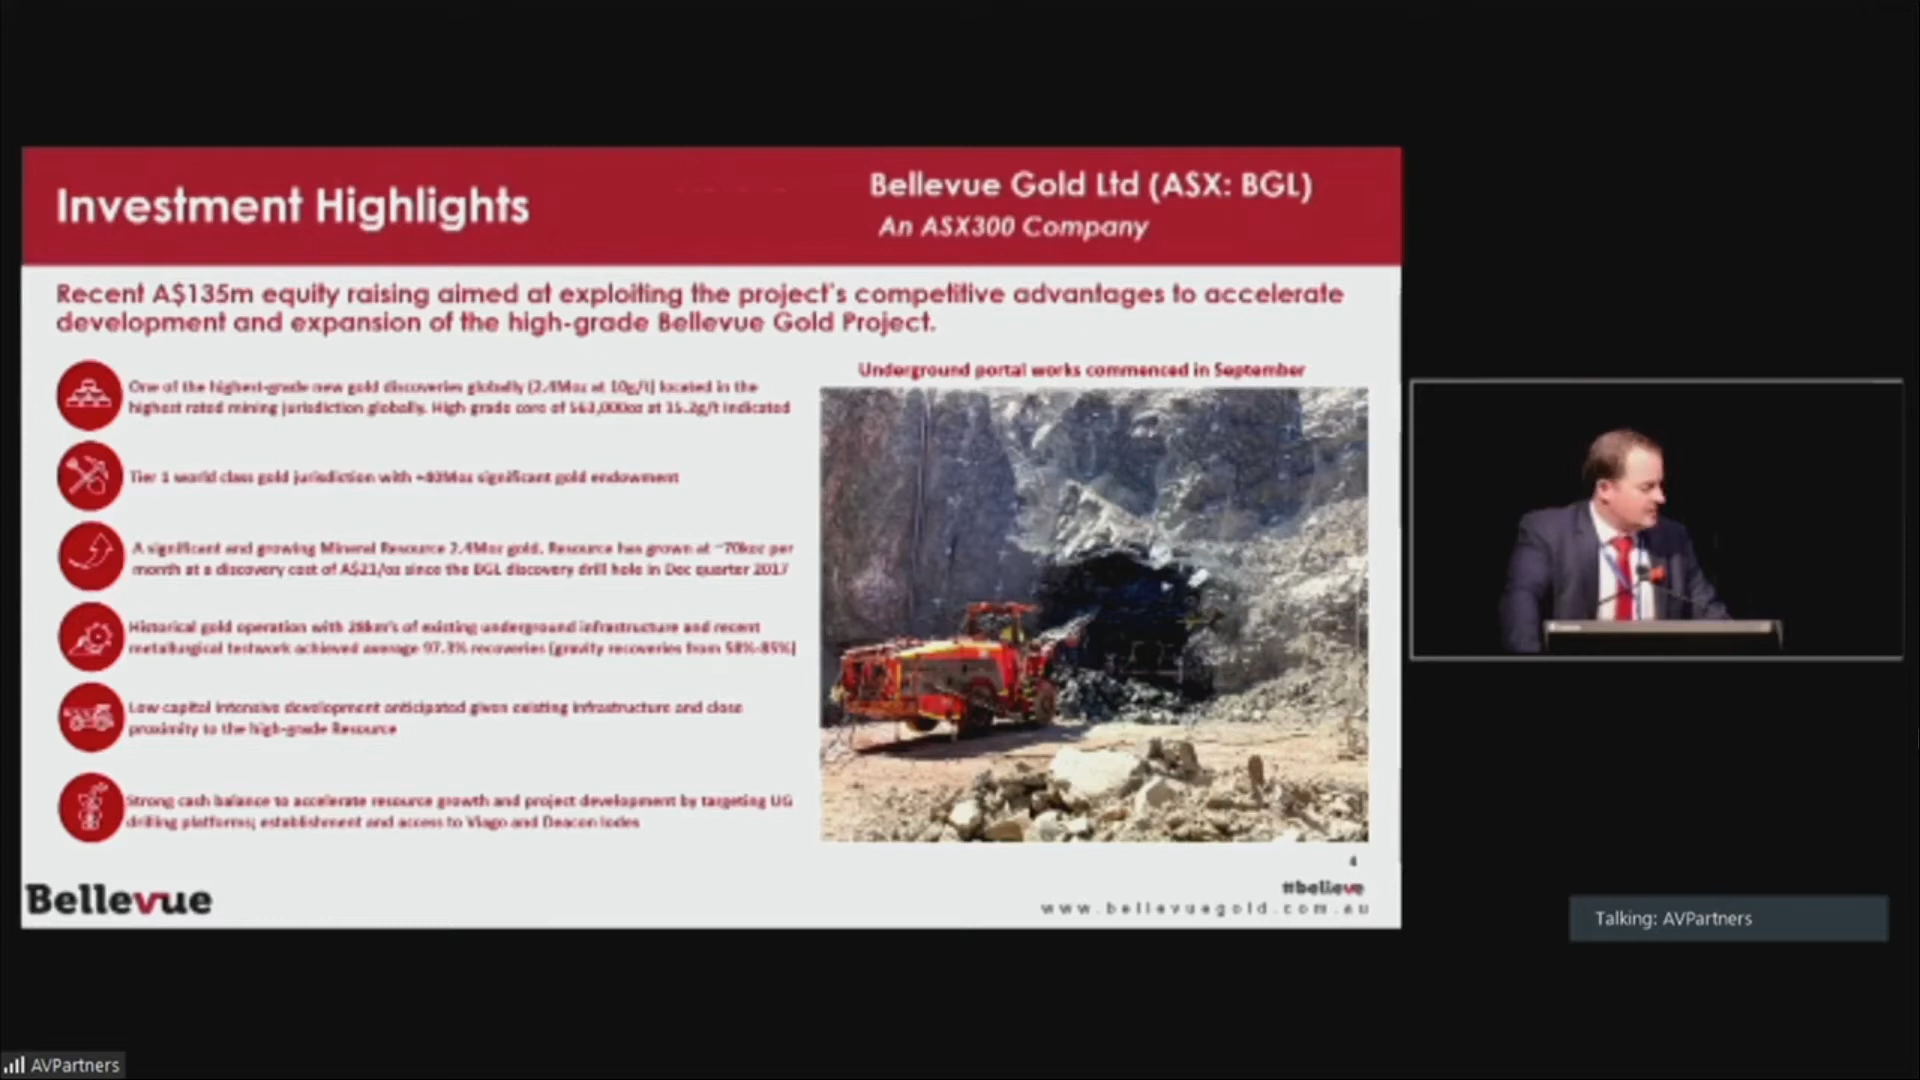 Investment Highlights
Bellevue Gold Ltd (ASX: BGL)
An ASX300 Company
Recent A$135m equity raising aimed at exploiting the project's competitive advantages to accelerate
development and expansion of the high-grade Bellevue Gold Project.
One of the highest-grade new gold discoveries globally (2.4Moz at 10g/t) located in the
highest rated mining jurisdiction globally. High grade core of 563,000oz at 15.2g/t indicated
Tier 1 world class gold jurisdiction with +40Moz significant gold endowment
A significant and growing Mineral Resource 2.4Moz gold. Resource has grown at ~70koz per
month at a discovery cost of A$21/oz since the BGL discovery drill hole in Dec quarter 2017
Historical gold operation with 28km's of existing underground infrastructure and recent
metallurgical testwork achieved average 97.3% recoveries (gravity recoveries from 58%-85%)
Low capital intensive development anticipated given existing infrastructure and close
proximity to the high-grade Resource
Strong cash balance to accelerate resource growth and project development by targeting UG
drilling platforms; establishment and access to Viago and Deacon lodes
Underground portal works commenced in September
4
#believe
www.bellevuegold.com.au
Bellevue
Talking: AVPartners
AVPartners